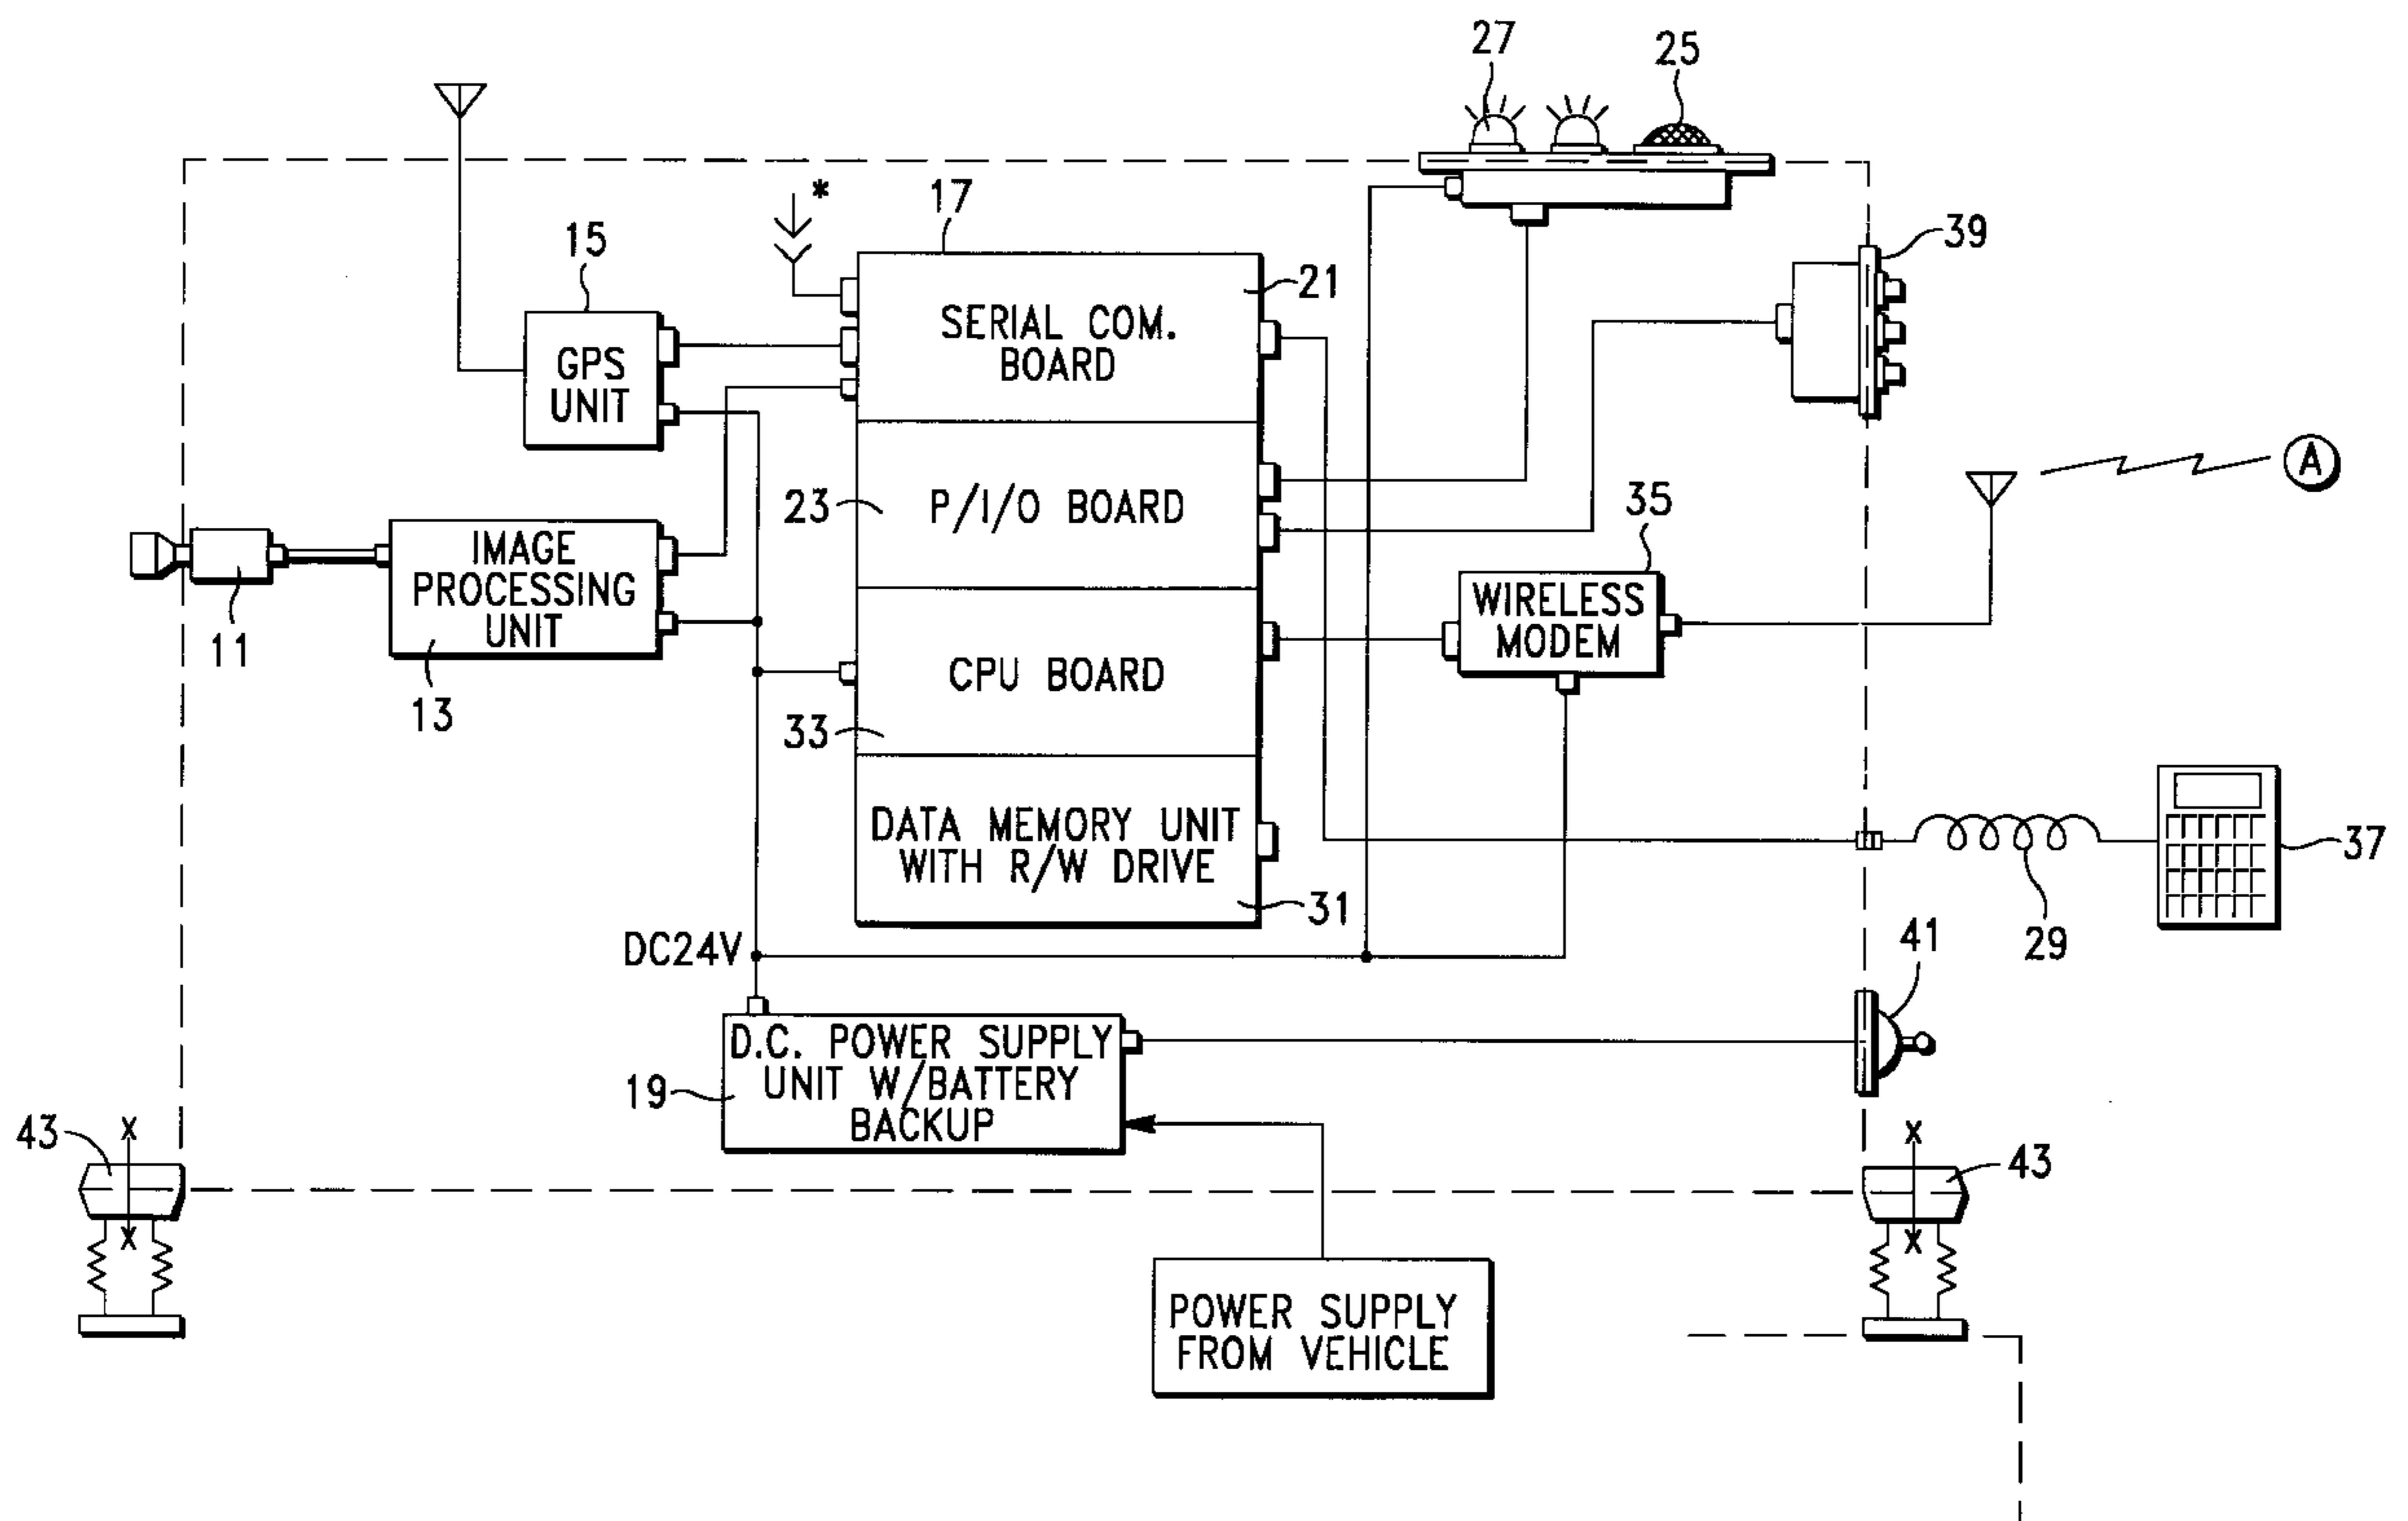 27
25
*
17
15
39
21
SERIAL COM.
BOARD
GPS
UNIT
A
23
P/I/O BOARD
35
IMAGE
PROCESSING
UNIT
WIRELESS
MODEM
11
13
CPU BOARD
33
DATA MEMORY UNIT
WITH R/W DRIVE
31
37
29
DC24V
41
D.C. POWER SUPPLY
UNIT W/BATTERY
BACKUP
19
43
X
X
X
43
X
POWER SUPPLY
FROM VEHICLE